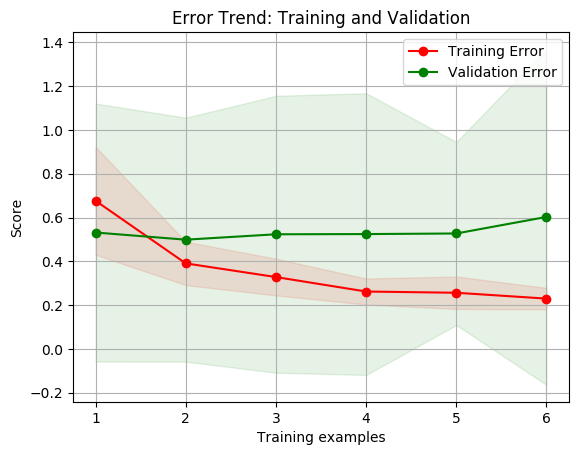 Error Trend: Training and Validation
Training Error
Validation Error
Score
1.4
1.2
1.0
0.8
0.6
0.4
0.2
0.0
−0.2
1 2 3 4 5 6
Training examples